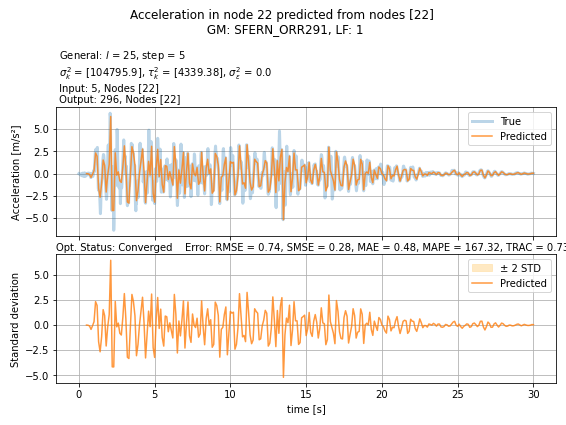 Acceleration in node 22 predicted from nodes [22]
GM: SFERN_ORR291, LF: 1
General: l = 25, step = 5
σ²_k = [104795.9], τ²_k = [4339.38], σ²_ε = 0.0
Input: 5, Nodes [22]
Output: 296, Nodes [22]
Acceleration [m/s²]
5.0
2.5
0.0
−2.5
−5.0
True
Predicted
Opt. Status: Converged Error: RMSE = 0.74, SMSE = 0.28, MAE = 0.48, MAPE = 167.32, TRAC = 0.73
Standard deviation
5.0
2.5
0.0
−2.5
−5.0
± 2 STD
Predicted
0 5 10 15 20 25 30
time [s]